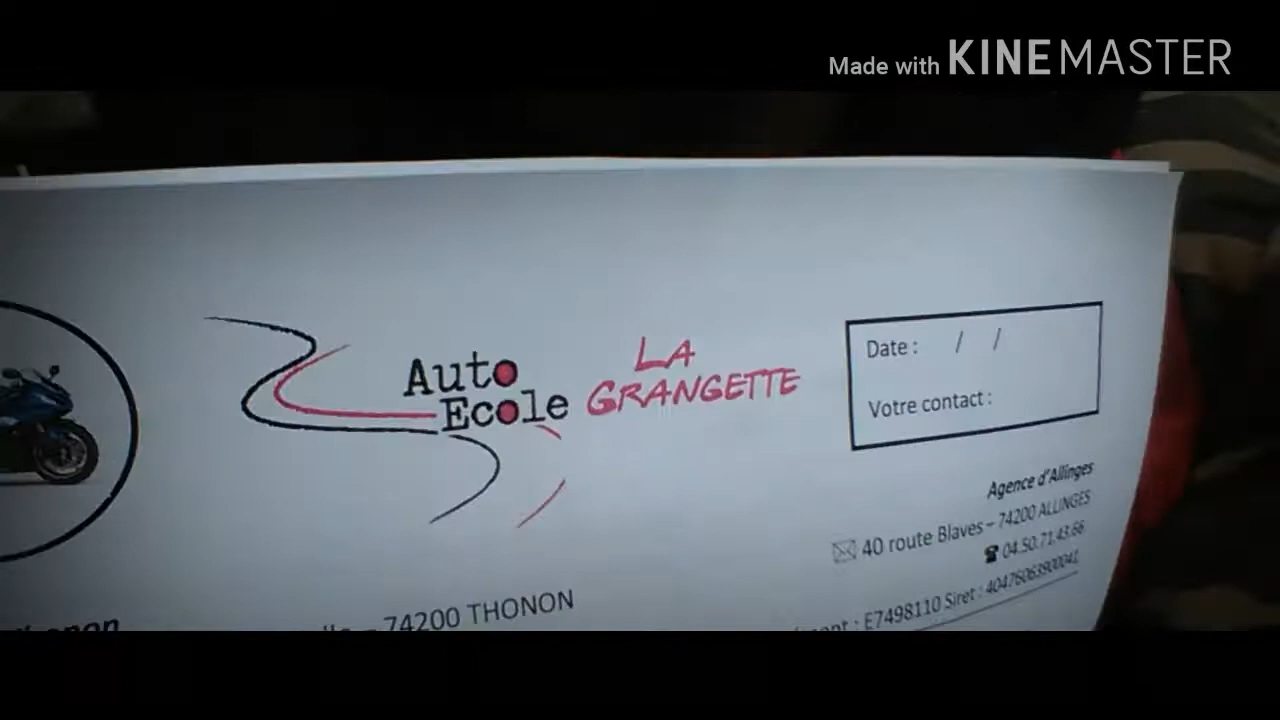 Made with KINEMASTER
Auto
Ecole
LA
GRANGETTE
Date : / /
Votre contact :
Agence d'Allinges
40 route Blaves – 74200 ALLINGES
04.50.71.43.66
: E7498110 Siret : 40476063900041
– 74200 THONON